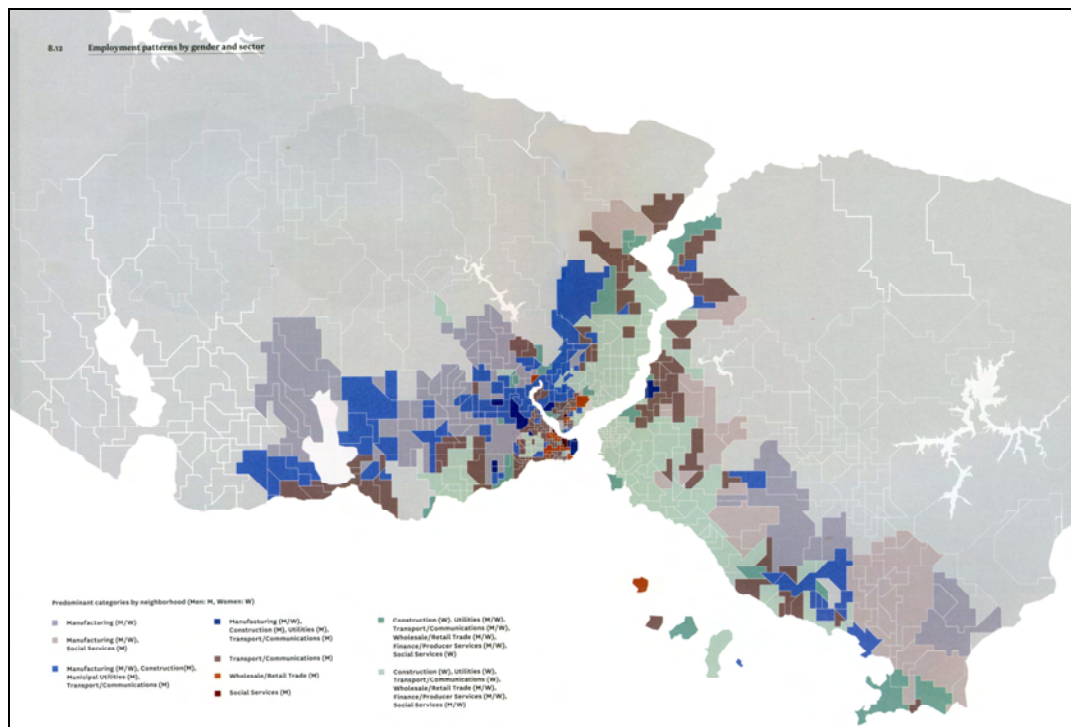 8.12 Employment patterns by gender and sector
Predominant categories by neighborhood (Men: M, Women: W)
Manufacturing (M/W)
Manufacturing (M/W),
Social Services (M)
Manufacturing (M/W), Construction(M),
Municipal Utilities (M),
Transport/Communications (M)
Manufacturing (M/W),
Construction (M), Utilities (M),
Transport/Communications (M)
Transport/Communications (M)
Wholesale/Retail Trade (M)
Social Services (M)
Construction (W), Utilities (M/W),
Transport/Communications (M/W),
Wholesale/Retail Trade (M/W),
Finance/Producer Services (M/W),
Social Services (W)
Construction (W), Utilities (W),
Transport/Communications (W),
Wholesale/Retail Trade (M/W),
Finance/Producer Services (M/W),
Social Services (M/W)